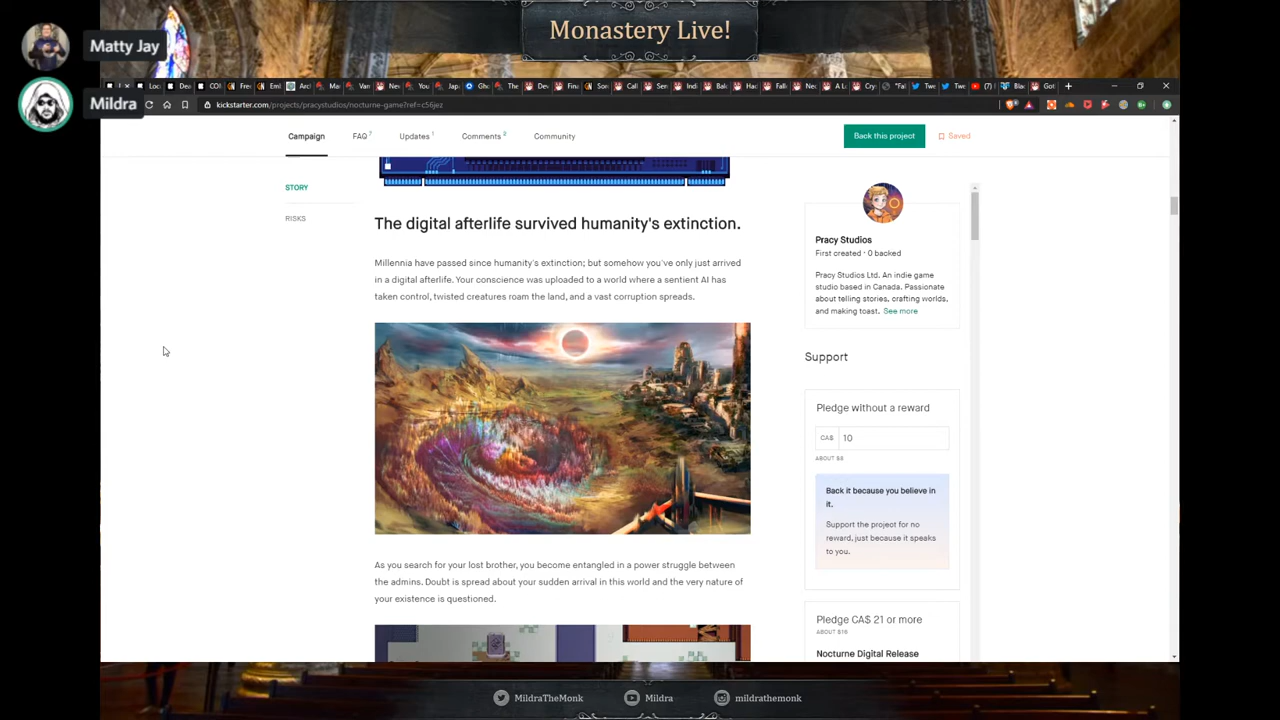 Monastery Live!
Matty Jay
Mildra
kickstarter.com/projects/pracystudios/nocturne-game?ref=c56jez
Campaign FAQ 7 Updates 1 Comments 9 Community
Back this project Saved
STORY
RISKS
The digital afterlife survived humanity's extinction.
Millennia have passed since humanity's extinction; but somehow you've only just arrived
in a digital afterlife. Your conscience was uploaded to a world where a sentient AI has
taken control, twisted creatures roam the land, and a vast corruption spreads.
As you search for your lost brother, you become entangled in a power struggle between
the admins. Doubt is spread about your sudden arrival in this world and the very nature of
your existence is questioned.
Pracy Studios
First created · 0 backed
Pracy Studios Ltd. An indie game
studio based in Canada. Passionate
about telling stories, crafting worlds,
and making toast. See more
Support
Pledge without a reward
CA$ 10
ABOUT $8
Back it because you believe in
it.
Support the project for no
reward, just because it speaks
to you.
Pledge CA$ 21 or more
ABOUT $16
Nocturne Digital Release
MildraTheMonk Mildra mildrathemonk